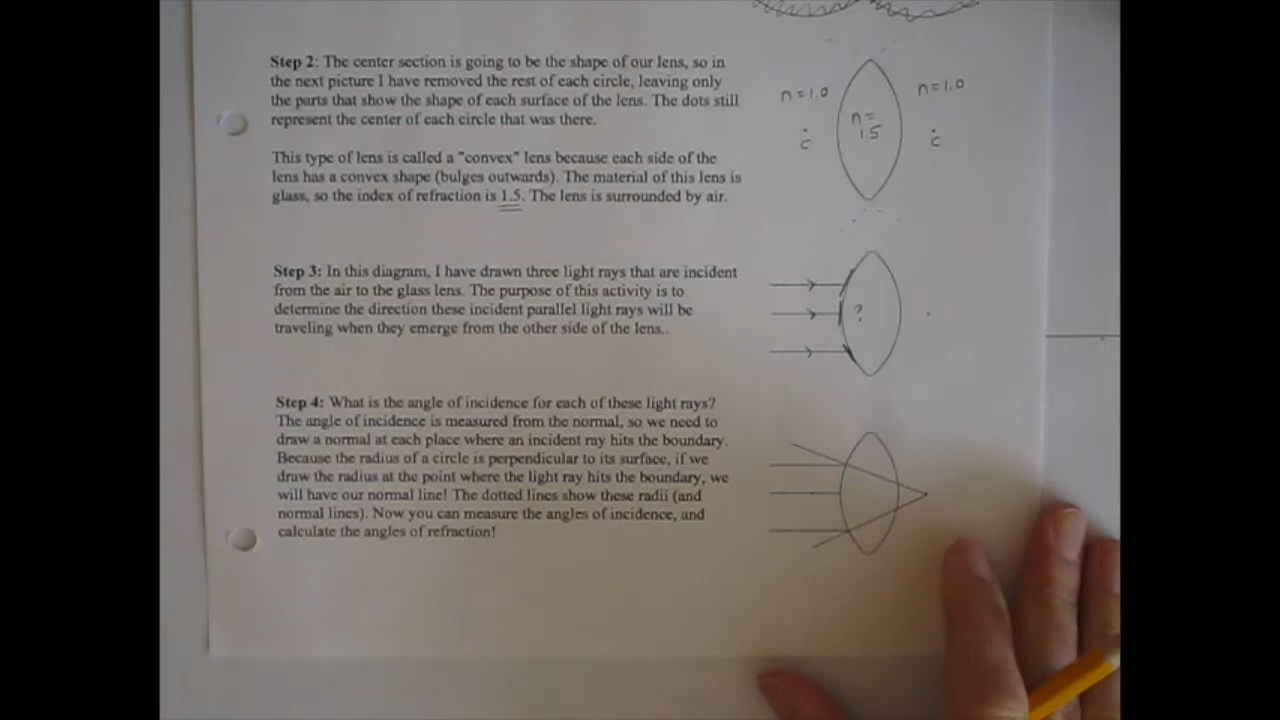 Step 2: The center section is going to be the shape of our lens, so in
the next picture I have removed the rest of each circle, leaving only
the parts that show the shape of each surface of the lens. The dots still
represent the center of each circle that was there.
This type of lens is called a "convex" lens because each side of the
lens has a convex shape (bulges outwards). The material of this lens is
glass, so the index of refraction is 1.5. The lens is surrounded by air.
n=1.0
n=
1.5
n=1.0
c
c
Step 3: In this diagram, I have drawn three light rays that are incident
from the air to the glass lens. The purpose of this activity is to
determine the direction these incident parallel light rays will be
traveling when they emerge from the other side of the lens..
?
Step 4: What is the angle of incidence for each of these light rays?
The angle of incidence is measured from the normal, so we need to
draw a normal at each place where an incident ray hits the boundary.
Because the radius of a circle is perpendicular to its surface, if we
draw the radius at the point where the light ray hits the boundary, we
will have our normal line! The dotted lines show these radii (and
normal lines). Now you can measure the angles of incidence, and
calculate the angles of refraction!